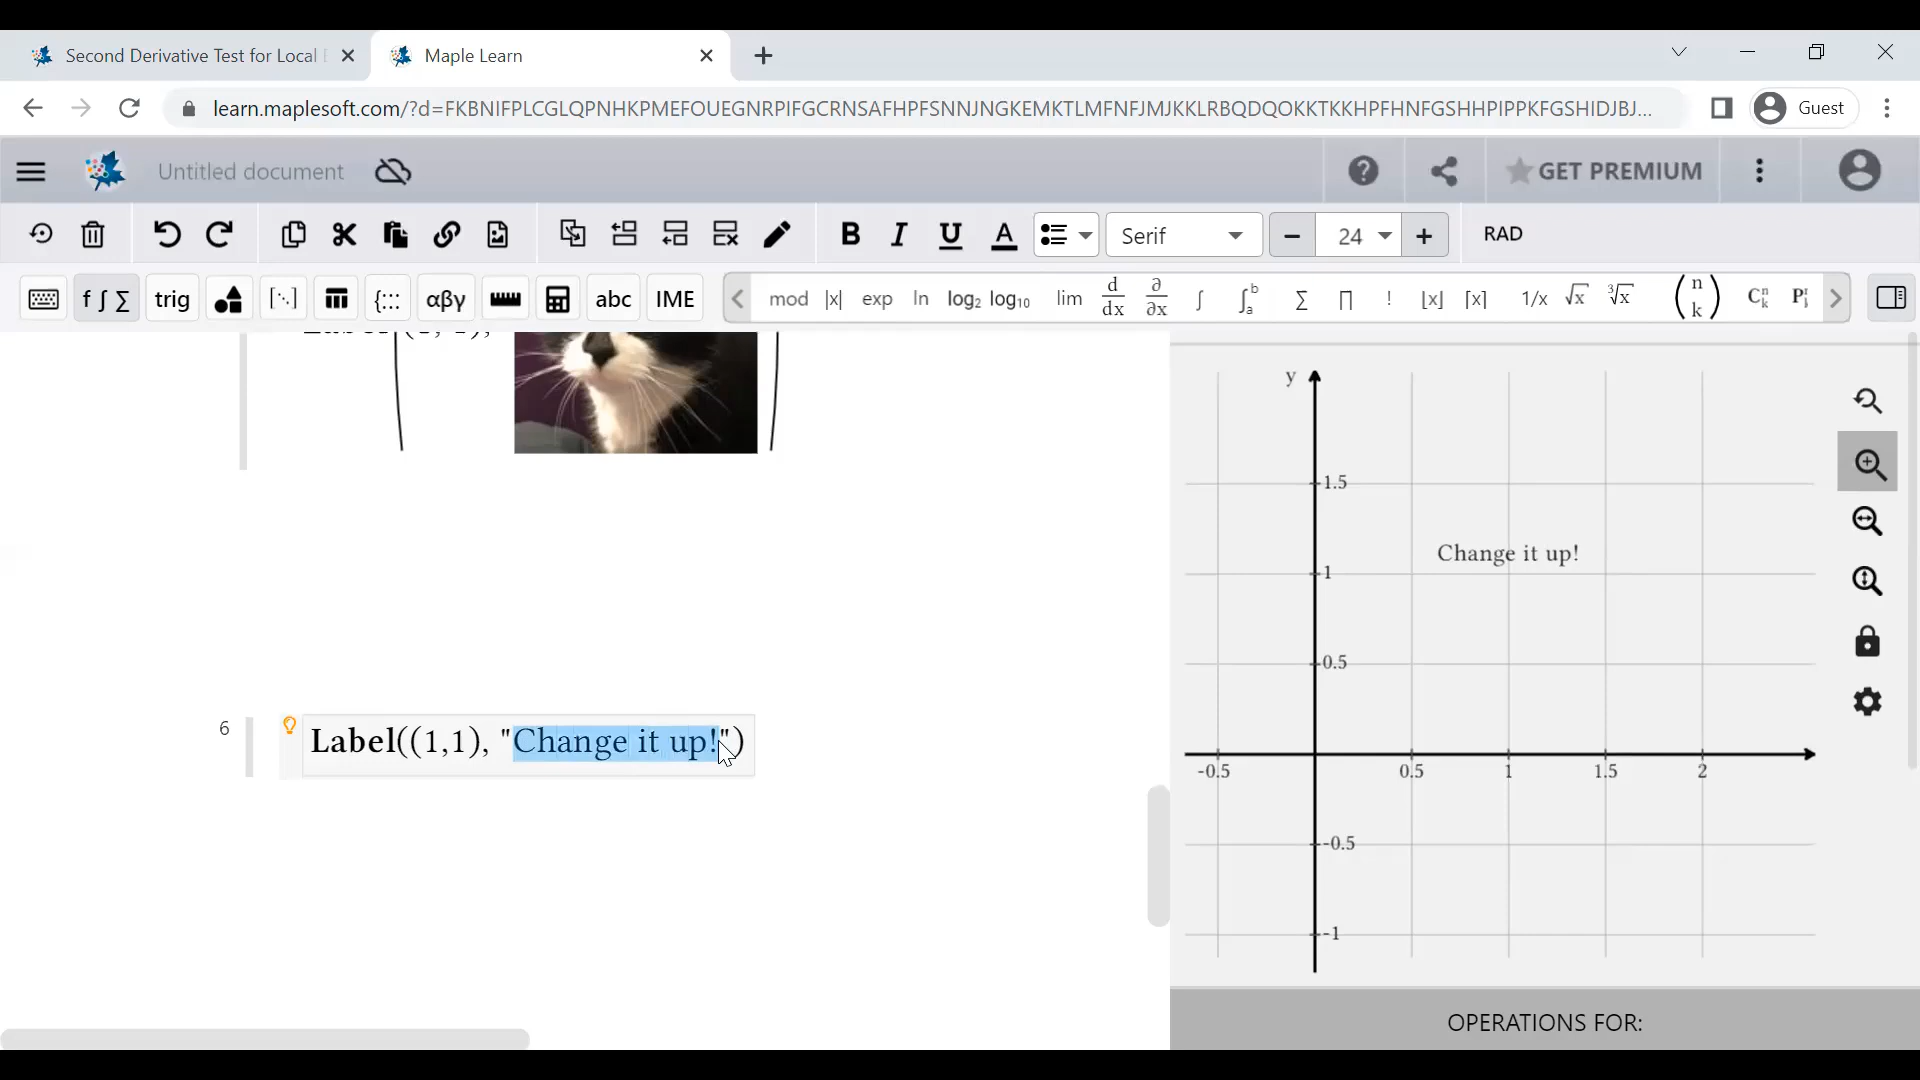 Second Derivative Test for Local
Maple Learn
learn.maplesoft.com/?d=FKBNIFPLCGLQPNHKPMEFOUEGNRPIFGCRNSAFHPFSNNJNGKEMKTLMFNFJMJKKLRBQDQOKKTKKHPFHNFGSHHPIPPKFGSHIDJBJ...
Guest
Untitled document
GET PREMIUM
B I U A Serif - 24 + RAD
f ∫ Σ trig αβγ abc IME mod |x| exp ln log₂ log₁₀ lim d/dx ∂/∂x ∫ ∫ₐᵇ Σ ∏ ! ⌊x⌋ ⌈x⌉ 1/x √x ∛x (n k)
y
1.5
Change it up!
1
0.5
6 Label((1,1), "Change it up!")
-0.5 0.5 1 1.5 2
-0.5
-1
OPERATIONS FOR: